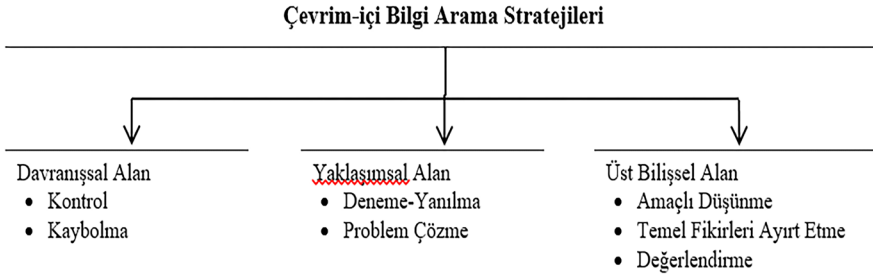 Çevrim-içi Bilgi Arama Stratejileri
Davranışsal Alan
• Kontrol
• Kaybolma
Yaklaşımsal Alan
• Deneme-Yanılma
• Problem Çözme
Üst Bilişsel Alan
• Amaçlı Düşünme
• Temel Fikirleri Ayırt Etme
• Değerlendirme